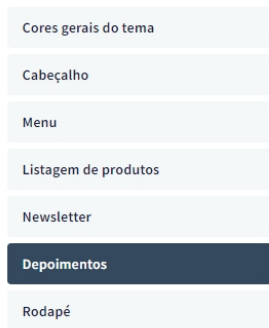 Cores gerais do tema
Cabeçalho
Menu
Listagem de produtos
Newsletter
Depoimentos
Rodapé